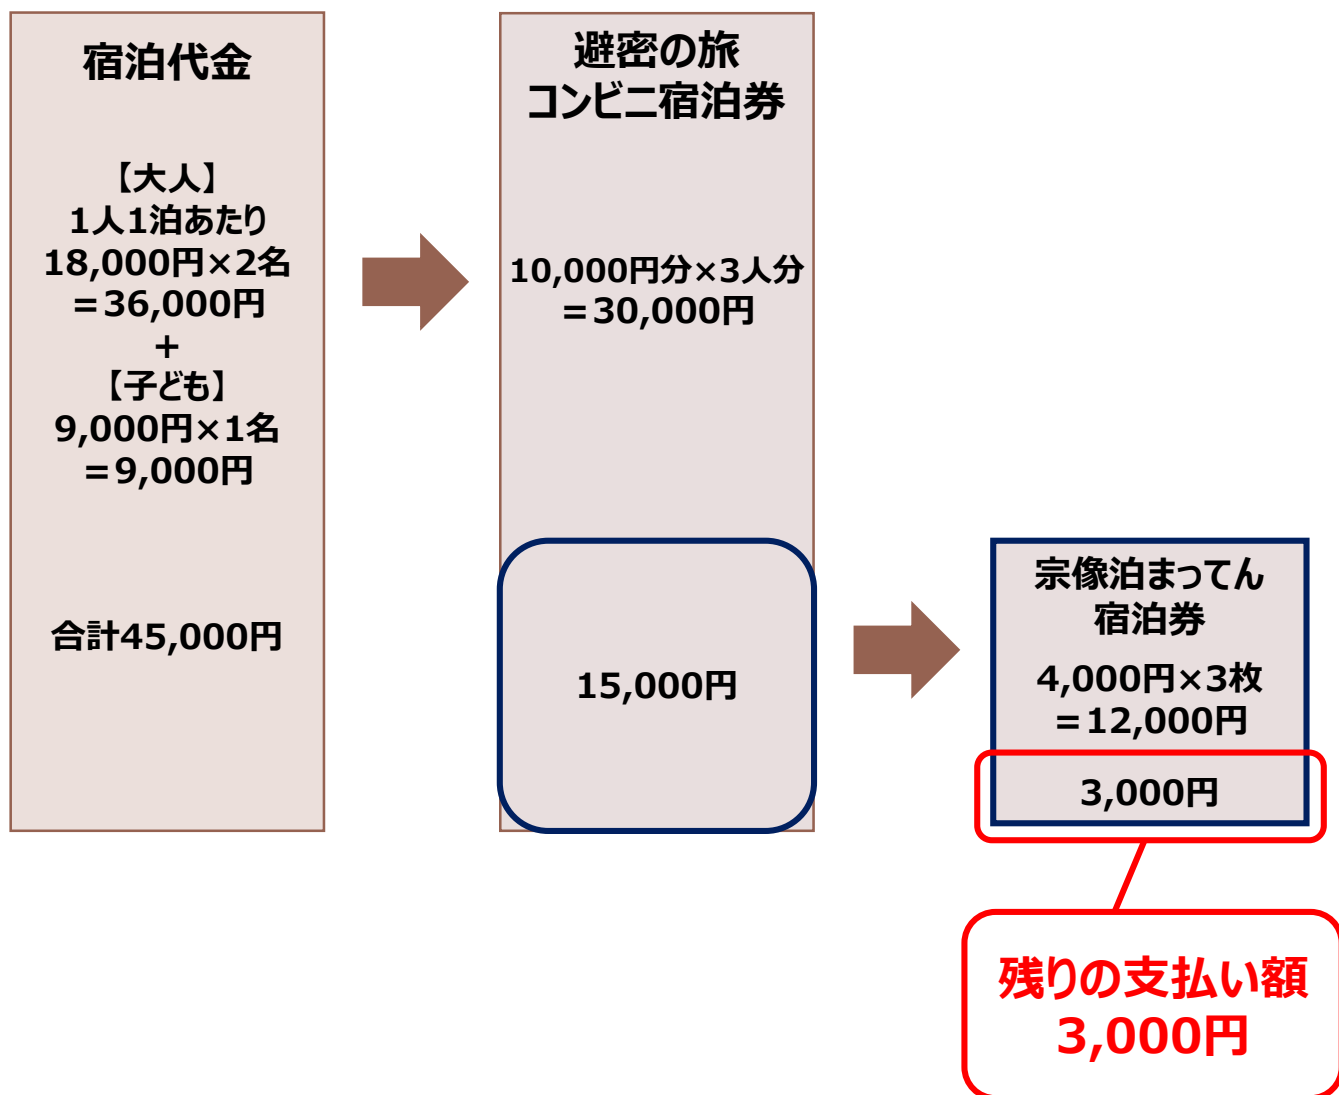 宿泊代金
【大人】
1人1泊あたり
18,000円×2名
＝36,000円
+
【子ども】
9,000円×1名
＝9,000円
合計45,000円
避密の旅
コンビニ宿泊券
10,000円分×3人分
＝30,000円
15,000円
宗像泊まってん
宿泊券
4,000円×3枚
＝12,000円
3,000円
残りの支払い額
3,000円